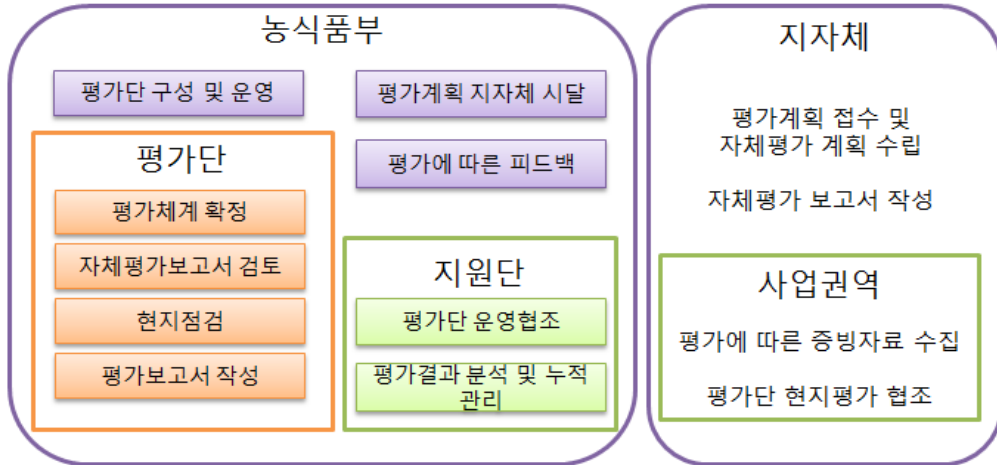 농식품부
평가단 구성 및 운영
평가계획 지자체 시달
평가에 따른 피드백
평가단
평가체계 확정
자체평가보고서 검토
현지점검
평가보고서 작성
지원단
평가단 운영협조
평가결과 분석 및 누적
관리
지자체
평가계획 접수 및
자체평가 계획 수립
자체평가 보고서 작성
사업권역
평가에 따른 증빙자료 수집
평가단 현지평가 협조